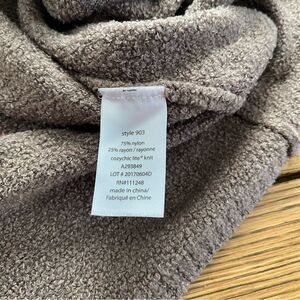 style 903
75% nylon
25% rayon / rayonne
cozychic lite® knit
A293849
LOT # 20170604D
RN#111248
made in china/
Fabriqué en Chine